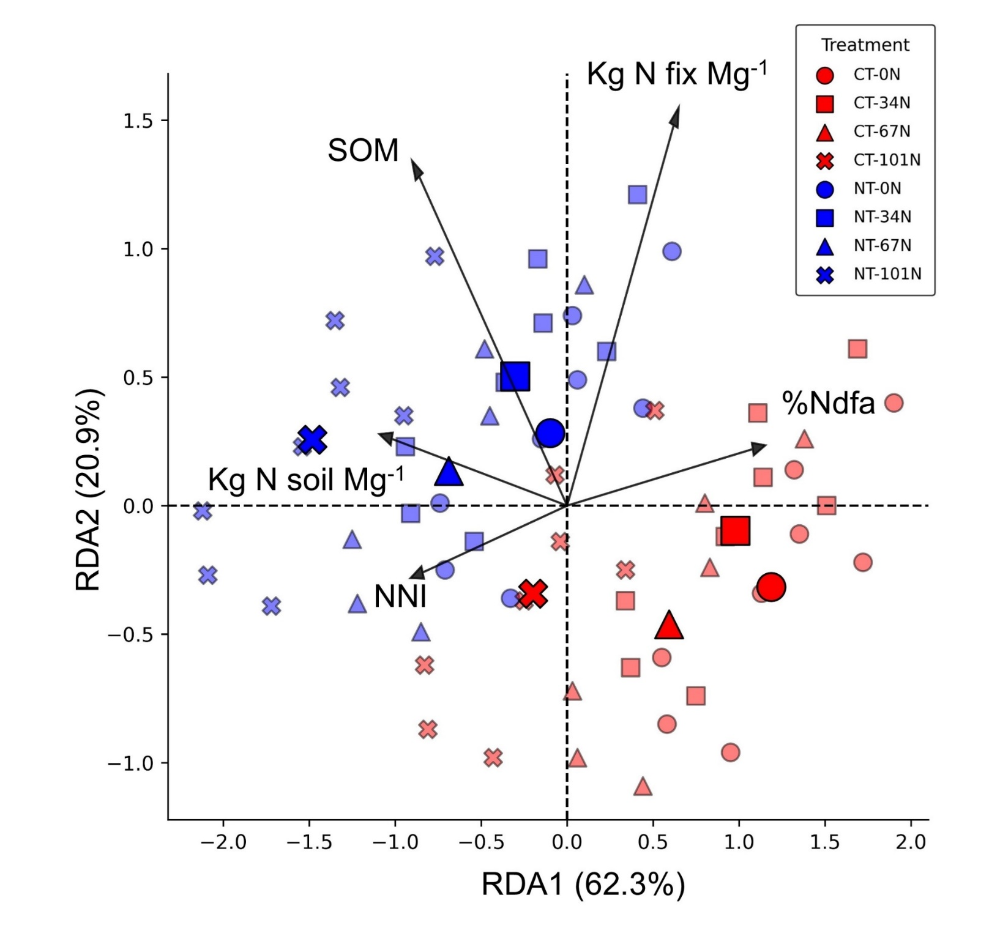 Treatment
CT-0N
CT-34N
CT-67N
CT-101N
NT-0N
NT-34N
NT-67N
NT-101N
Kg N fix Mg⁻¹
SOM
%Ndfa
Kg N soil Mg⁻¹
NNI
RDA2 (20.9%)
1.5
1.0
0.5
0.0
−0.5
−1.0
−2.0 −1.5 −1.0 −0.5 0.0 0.5 1.0 1.5 2.0
RDA1 (62.3%)